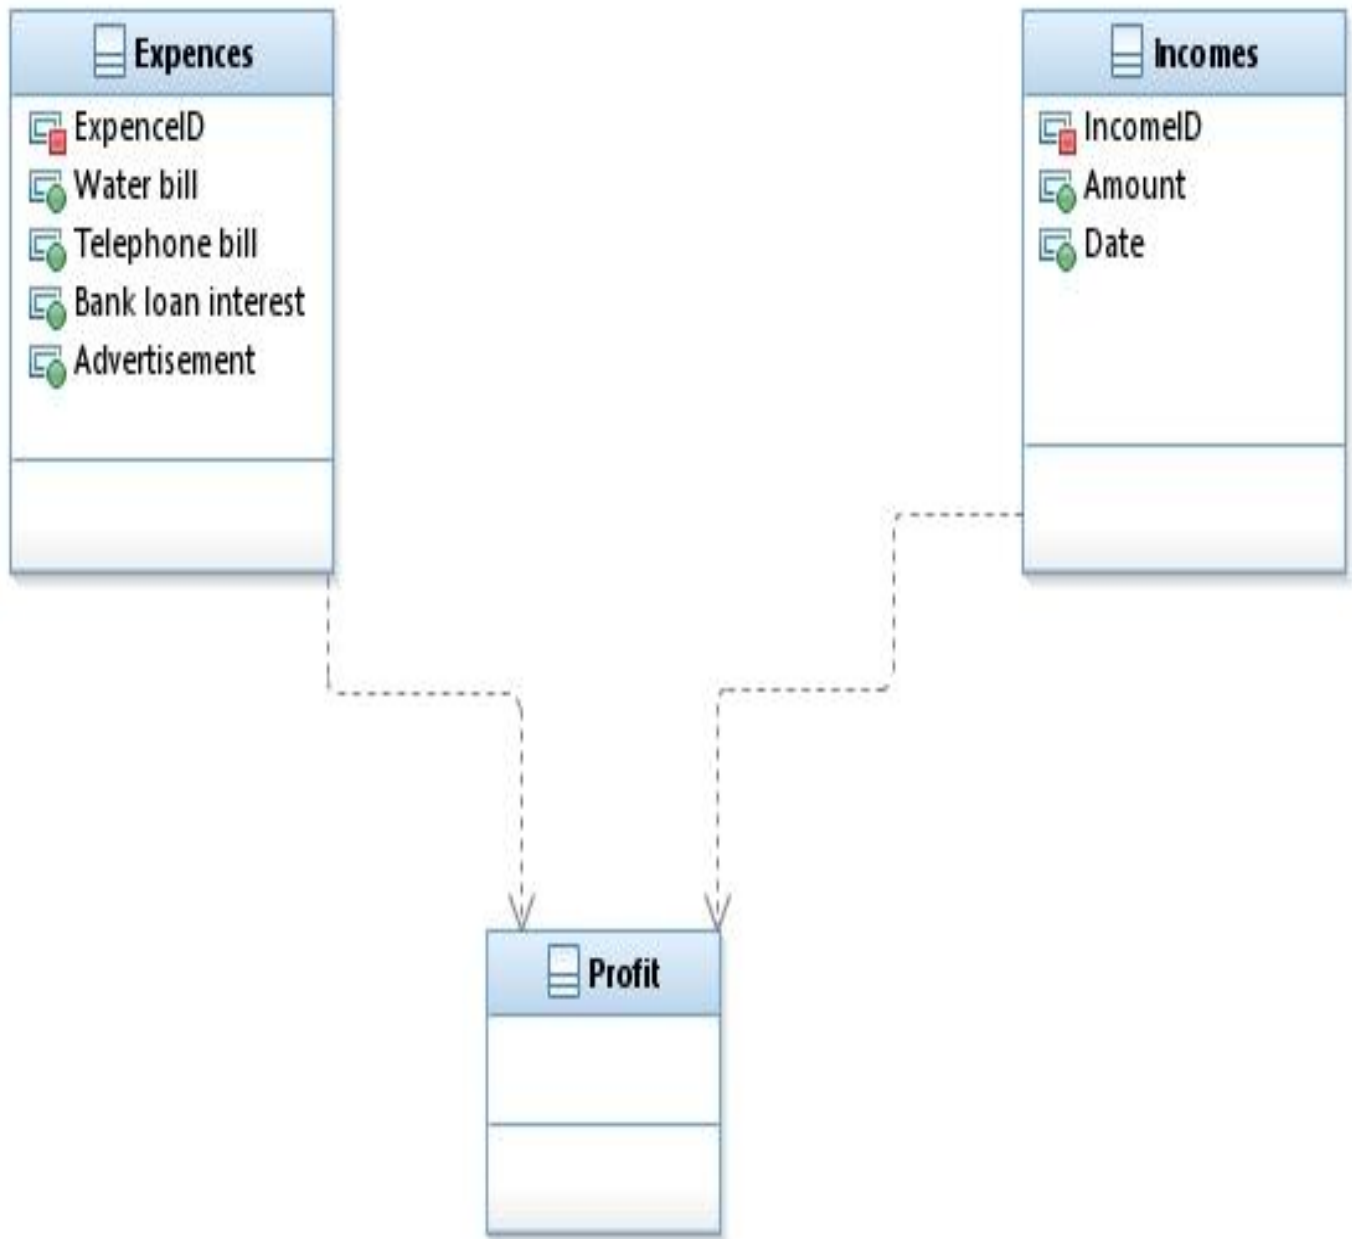 Expences
ExpenceID
Water bill
Telephone bill
Bank loan interest
Advertisement
Incomes
IncomeID
Amount
Date
Profit